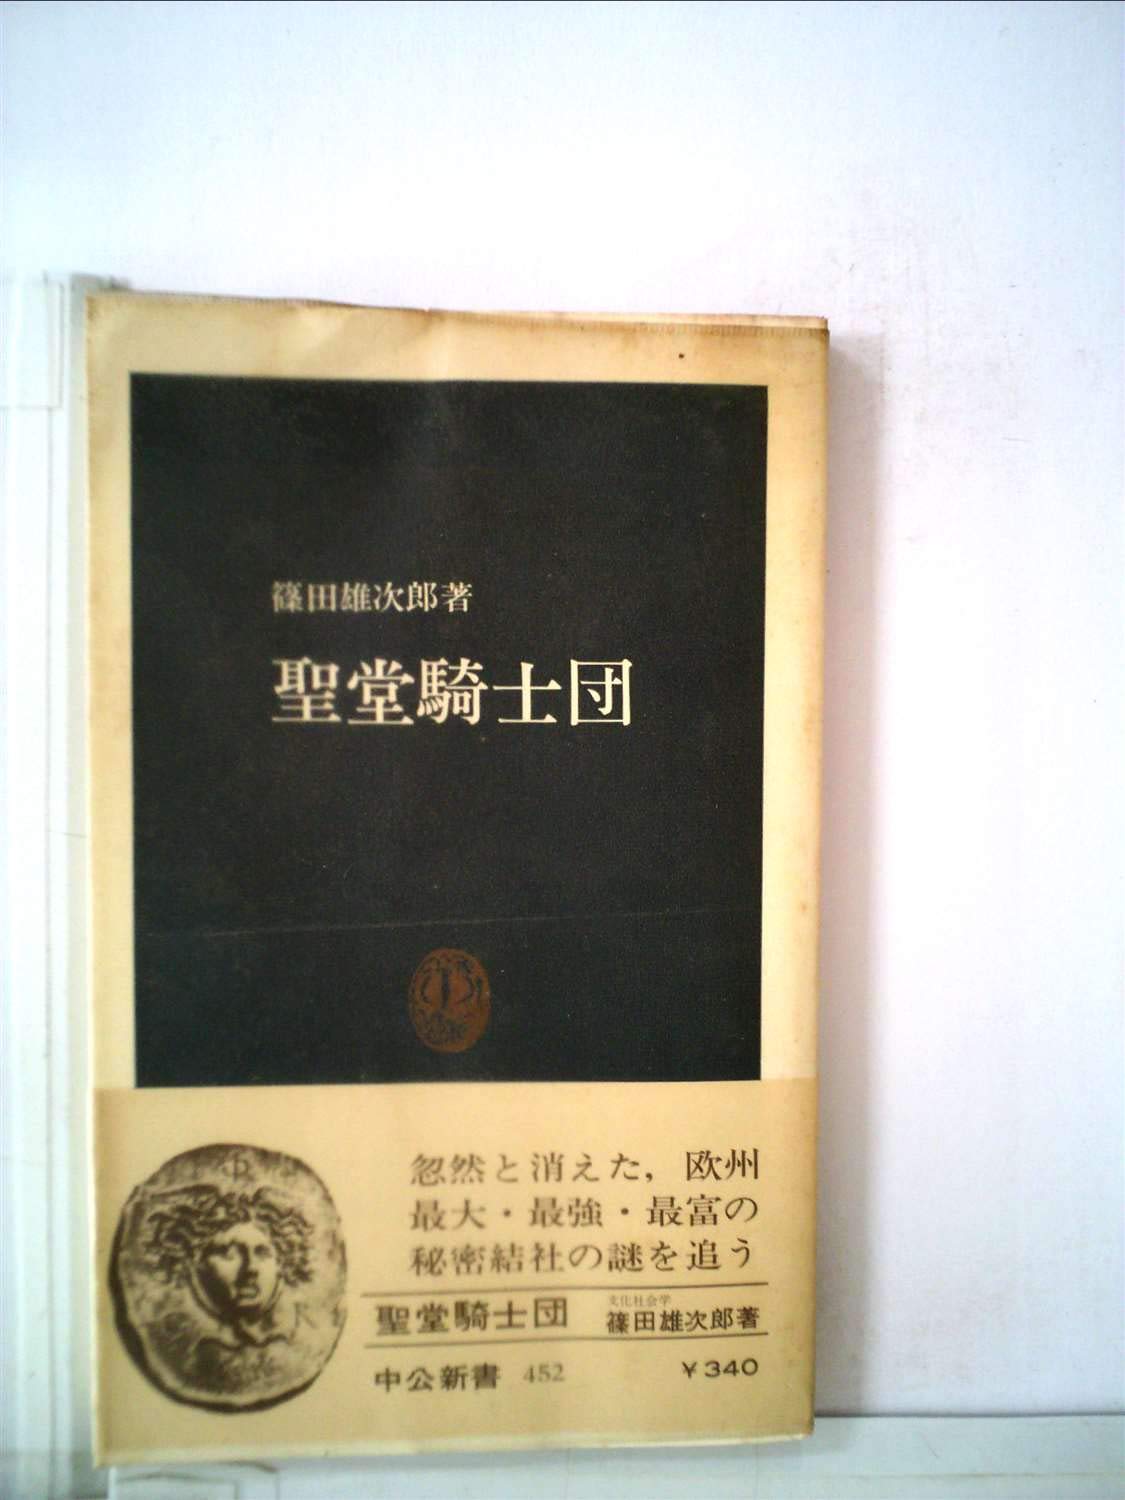 篠田雄次郎著
聖堂騎士団
忽然と消えた，欧州
最大・最強・最富の
秘密結社の謎を追う
文化社会学
聖堂騎士団 篠田雄次郎著
中公新書 452 ￥340